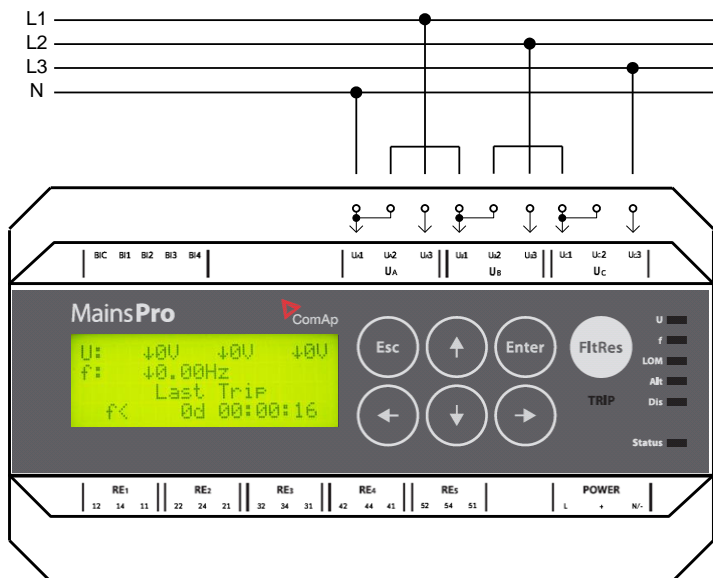 L1
L2
L3
N
BIC BI1 BI2 BI3 BI4 UA1 UA2 UA3 UB1 UB2 UB3 UC1 UC2 UC3
UA UB UC
MainsPro ComAp
U: ↓0V ↓0V ↓0V
f: ↓0.00Hz
Last Trip
f< 0d 00:00:16
Esc Enter FltRes
TRIP
U
f
LOM
Alt
Dis
Status
RE1 RE2 RE3 RE4 RE5 POWER
12 14 11 22 24 21 32 34 31 42 44 41 52 54 51 L + N/-